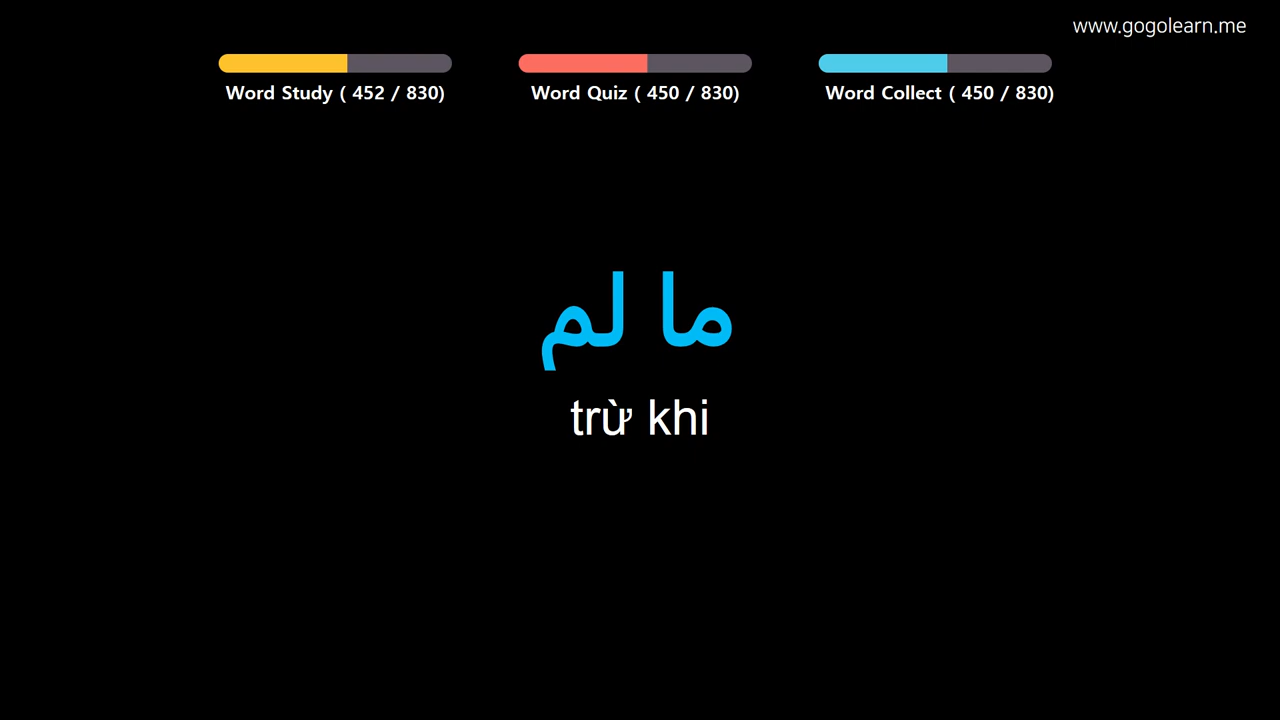 www.gogolearn.me
Word Study ( 452 / 830)
Word Quiz ( 450 / 830)
Word Collect ( 450 / 830)
ما لم
trừ khi